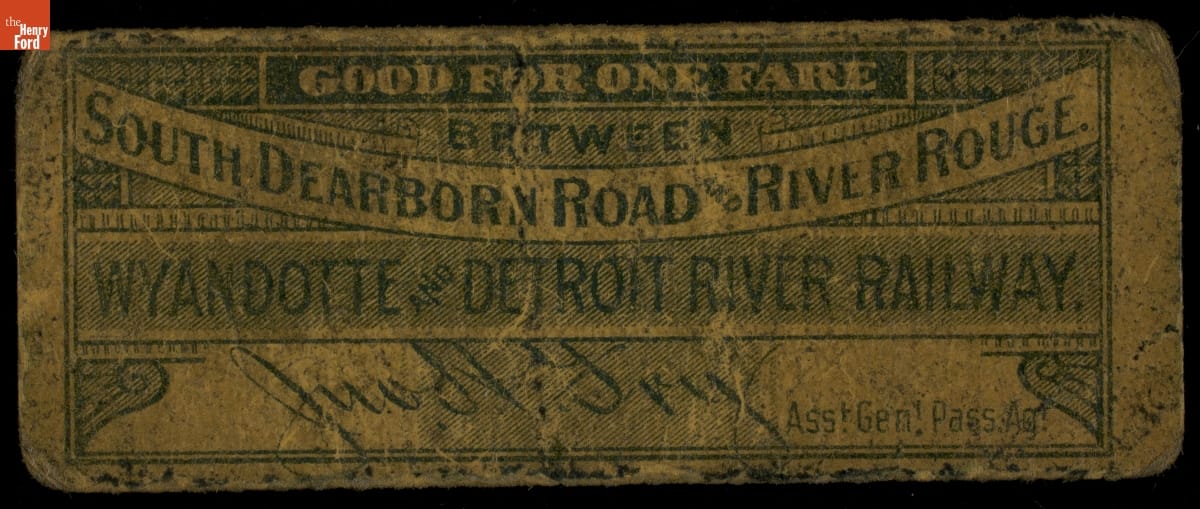 the Henry Ford
GOOD FOR ONE FARE
BETWEEN
SOUTH DEARBORN ROAD AND RIVER ROUGE.
WYANDOTTE AND DETROIT RIVER RAILWAY.
Jno
Ass't Gen'l Pass. Ag't